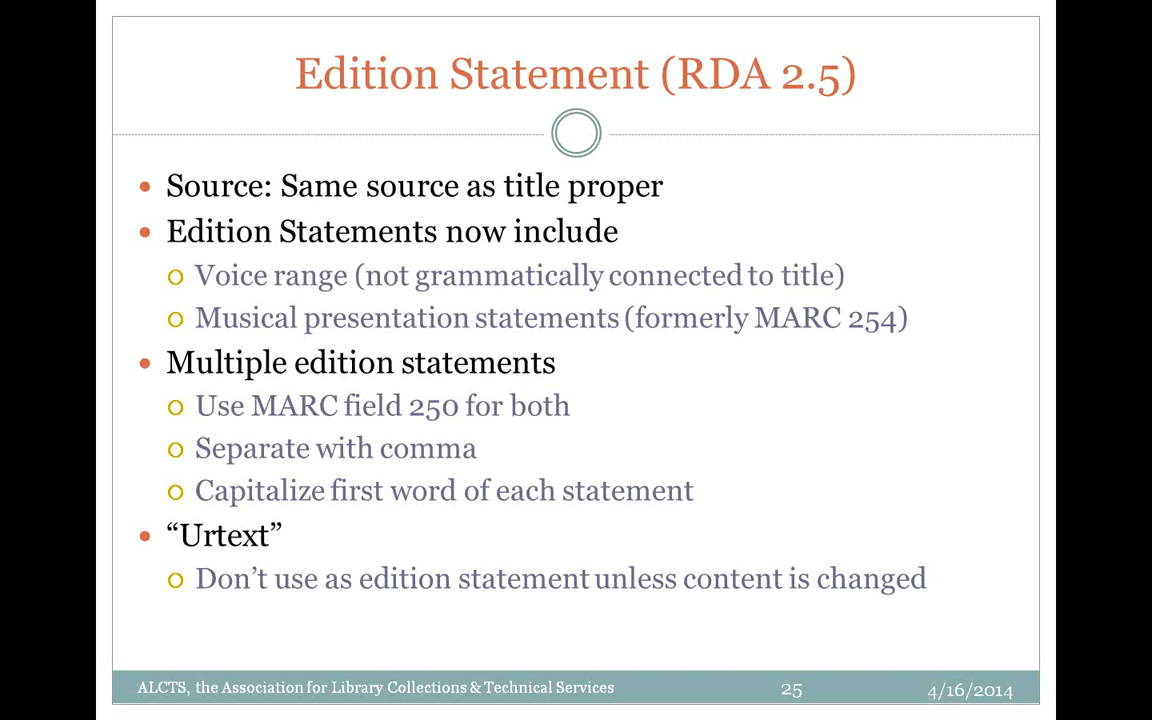 Edition Statement (RDA 2.5)
Source: Same source as title proper
Edition Statements now include
Voice range (not grammatically connected to title)
Musical presentation statements (formerly MARC 254)
Multiple edition statements
Use MARC field 250 for both
Separate with comma
Capitalize first word of each statement
“Urtext”
Don’t use as edition statement unless content is changed
ALCTS, the Association for Library Collections & Technical Services 25 4/16/2014